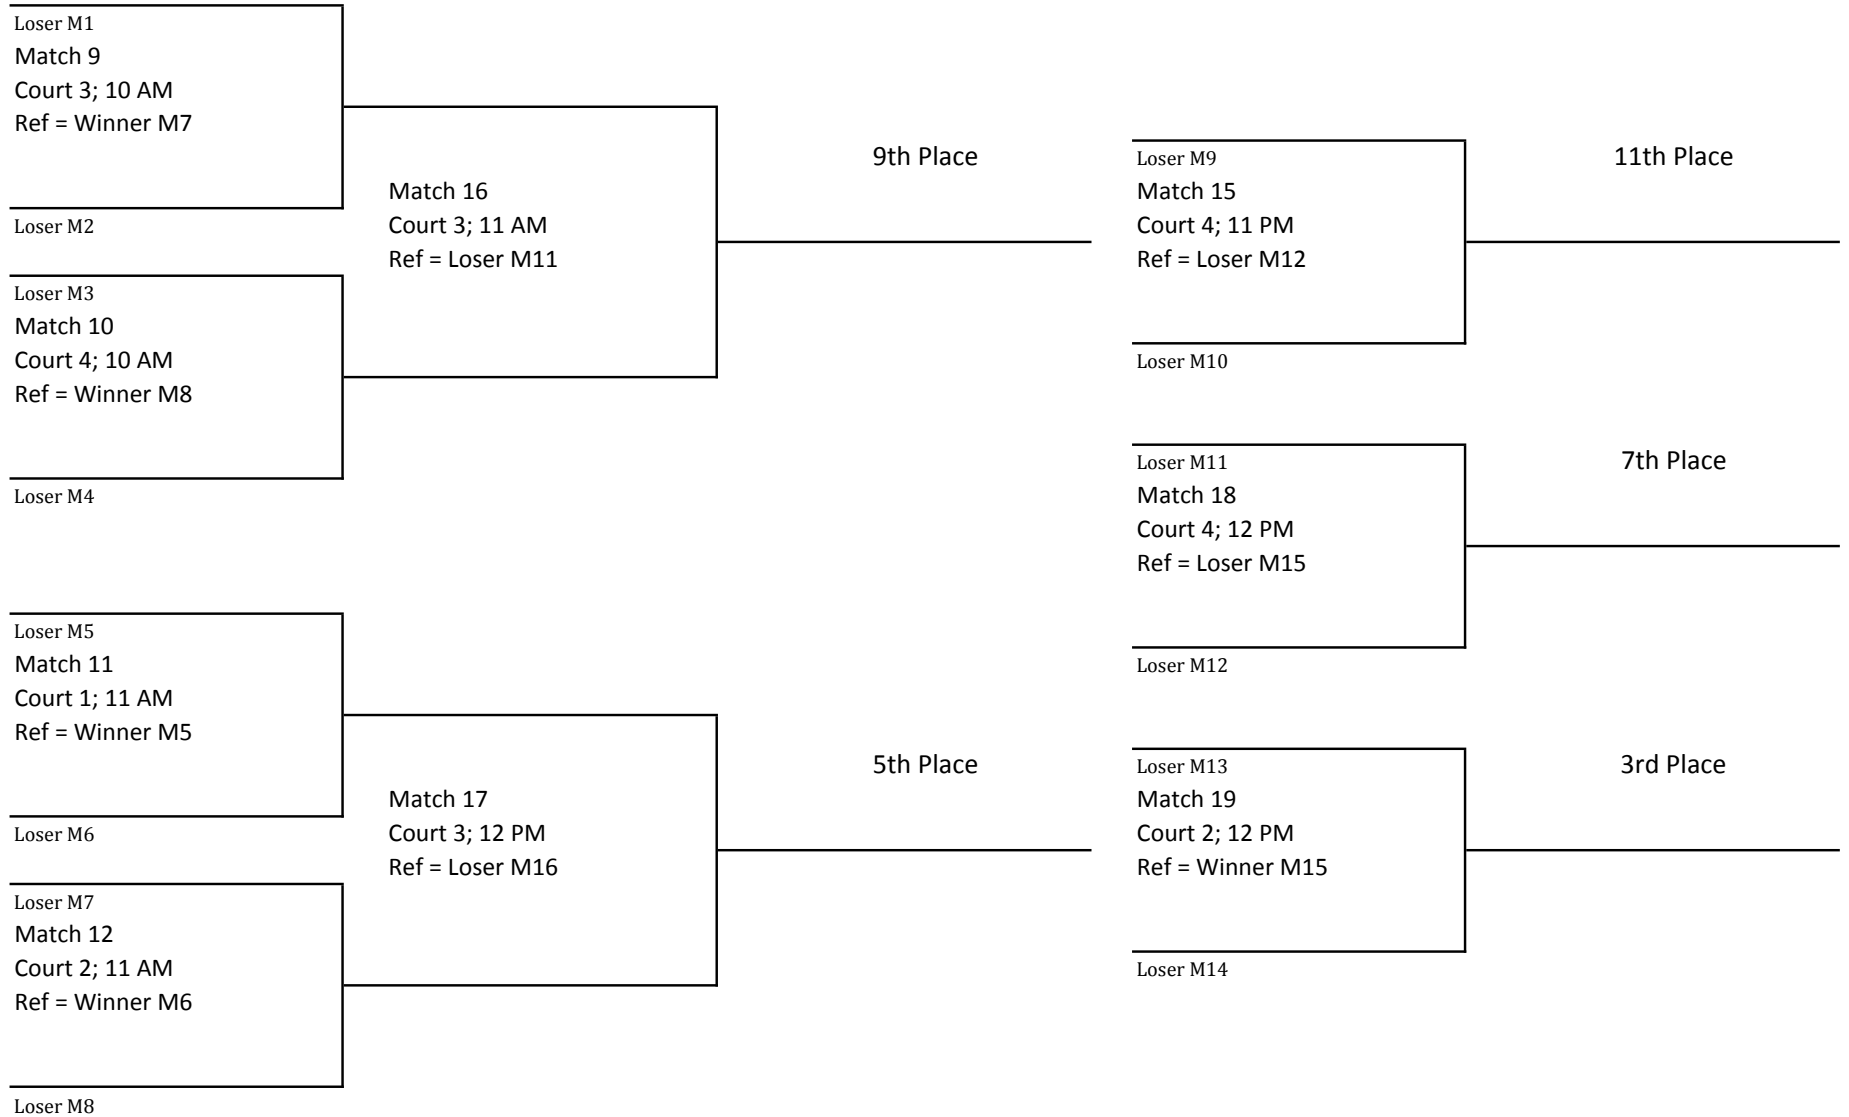 Loser M1
Match 9
Court 3; 10 AM
Ref = Winner M7
Loser M2
Loser M3
Match 10
Court 4; 10 AM
Ref = Winner M8
Loser M4
Match 16
Court 3; 11 AM
Ref = Loser M11
9th Place
Loser M9
Match 15
Court 4; 11 PM
Ref = Loser M12
Loser M10
11th Place
Loser M11
Match 18
Court 4; 12 PM
Ref = Loser M15
Loser M12
7th Place
Loser M5
Match 11
Court 1; 11 AM
Ref = Winner M5
Loser M6
Loser M7
Match 12
Court 2; 11 AM
Ref = Winner M6
Loser M8
Match 17
Court 3; 12 PM
Ref = Loser M16
5th Place
Loser M13
Match 19
Court 2; 12 PM
Ref = Winner M15
Loser M14
3rd Place